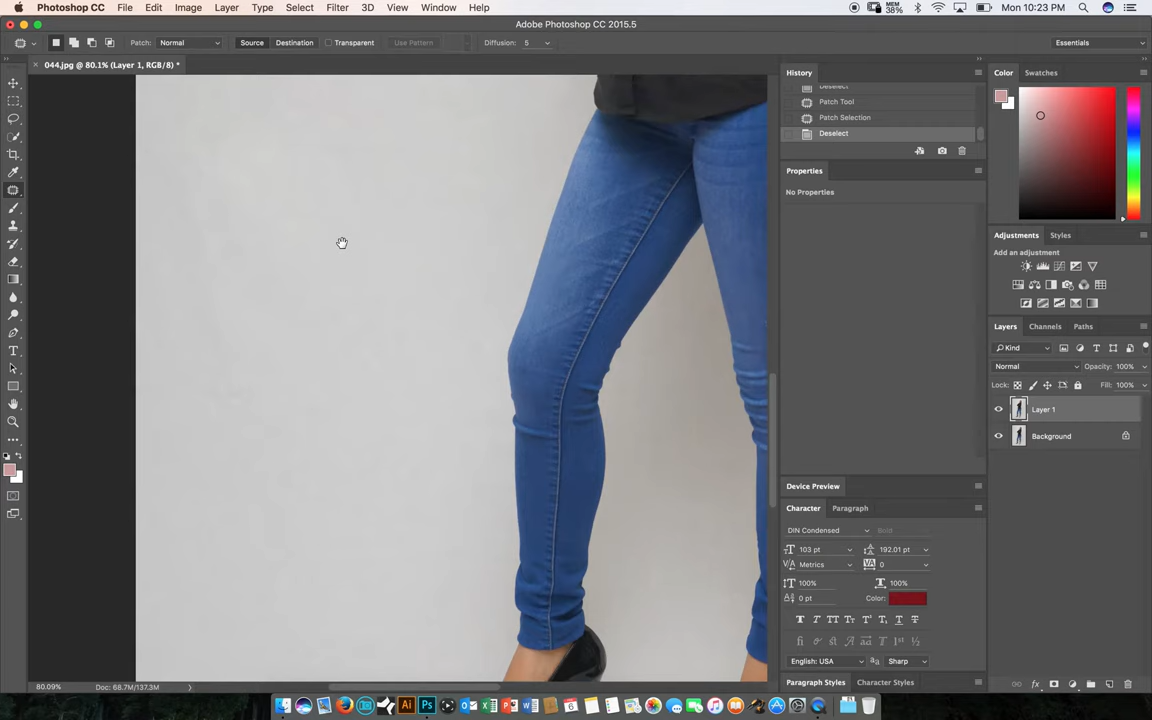 Photoshop CC File Edit Image Layer Type Select Filter 3D View Window Help MEM 38% Mon 10:23 PM
Adobe Photoshop CC 2015.5
Patch: Normal Source Destination Transparent Use Pattern Diffusion: 5 Essentials
044.jpg @ 80.1% (Layer 1, RGB/8) *
History
Deselect
Patch Tool
Patch Selection
Deselect
Properties
No Properties
Device Preview
Character Paragraph
DIN Condensed Bold
103 pt 192.01 pt
Metrics 0
100% 100%
0 pt Color:
English: USA Sharp
Paragraph Styles Character Styles
Color Swatches
Adjustments Styles
Add an adjustment
Layers Channels Paths
Kind
Normal Opacity: 100%
Lock: Fill: 100%
Layer 1
Background
80.09% Doc: 68.7M/137.3M